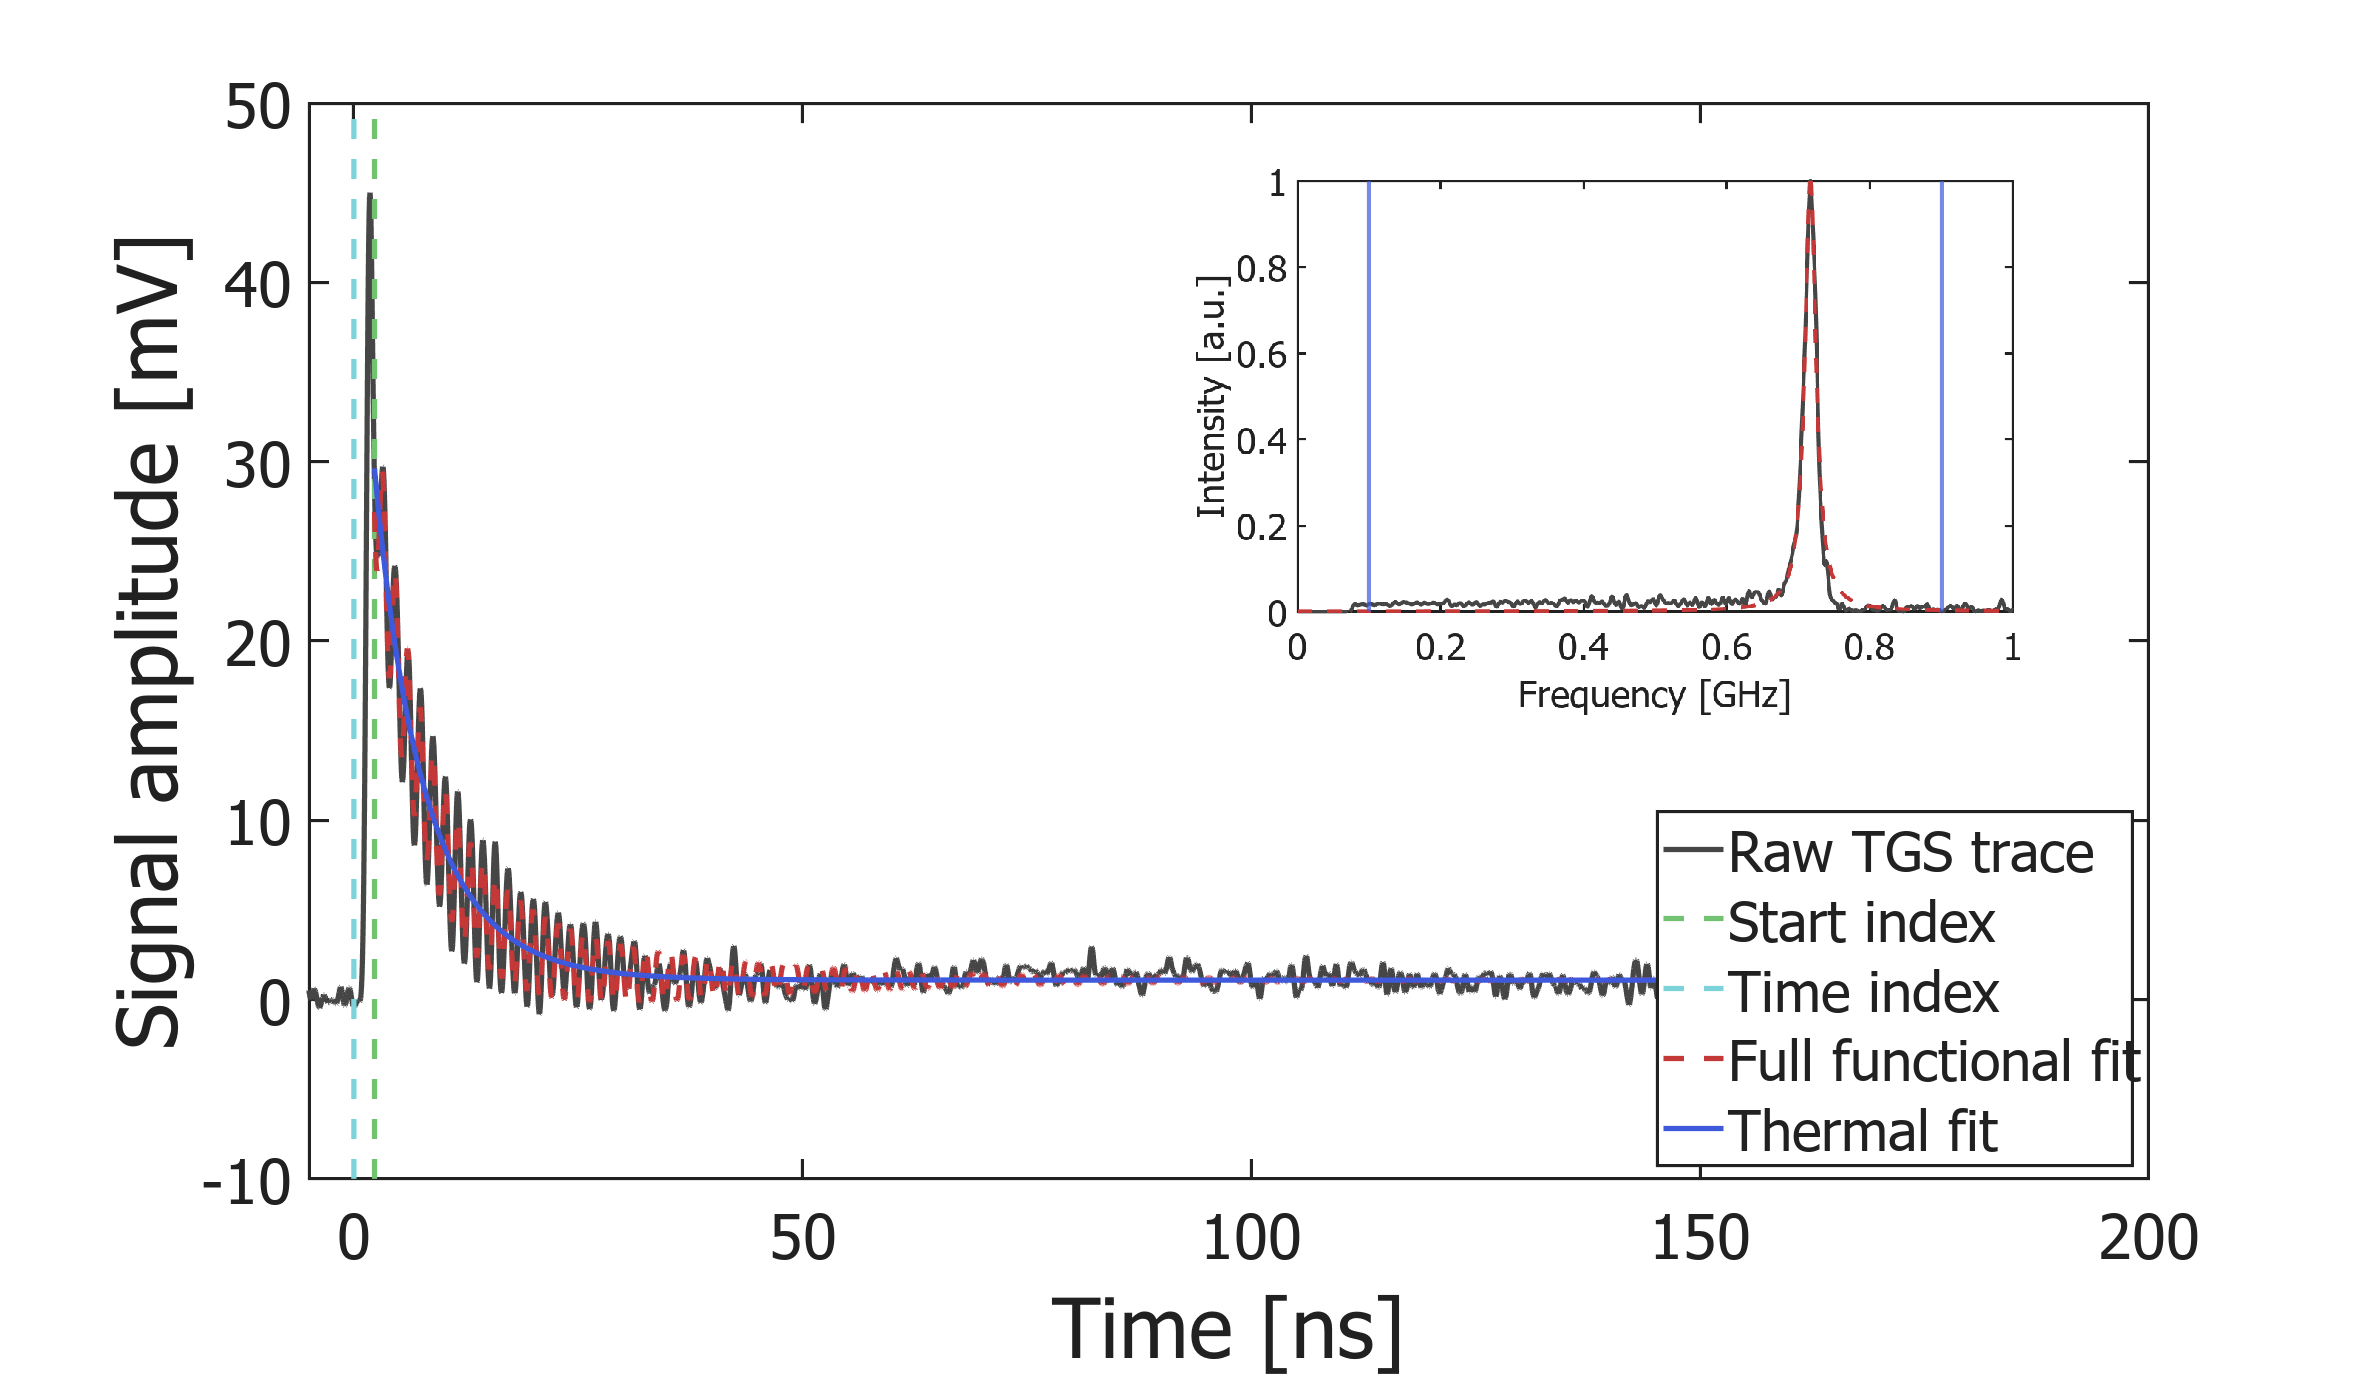 Signal amplitude [mV]
50
40
30
20
10
0
-10
0 50 100 150 200
Time [ns]
Intensity [a.u.]
1
0.8
0.6
0.4
0.2
0
0 0.2 0.4 0.6 0.8 1
Frequency [GHz]
Raw TGS trace
Start index
Time index
Full functional fit
Thermal fit